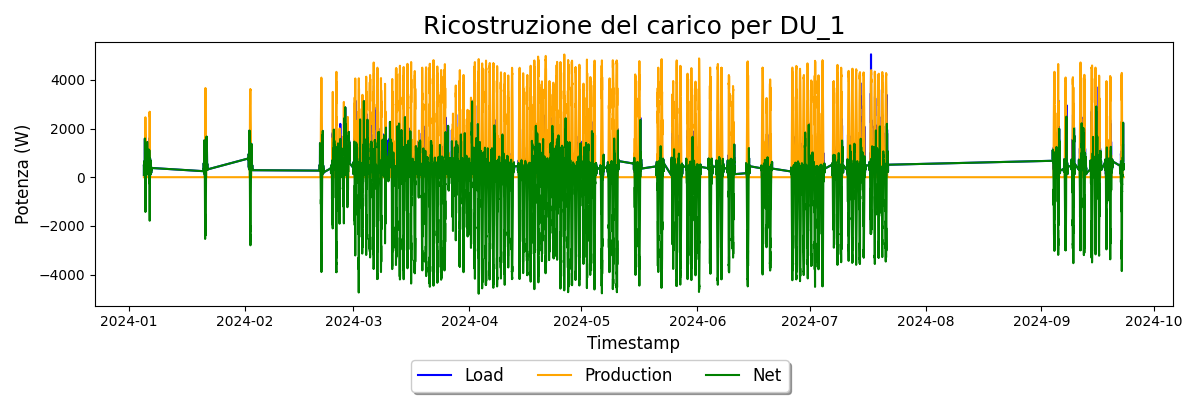 Ricostruzione del carico per DU_1
Potenza (W)
4000
2000
0
−2000
−4000
2024-01 2024-02 2024-03 2024-04 2024-05 2024-06 2024-07 2024-08 2024-09 2024-10
Timestamp
Load Production Net